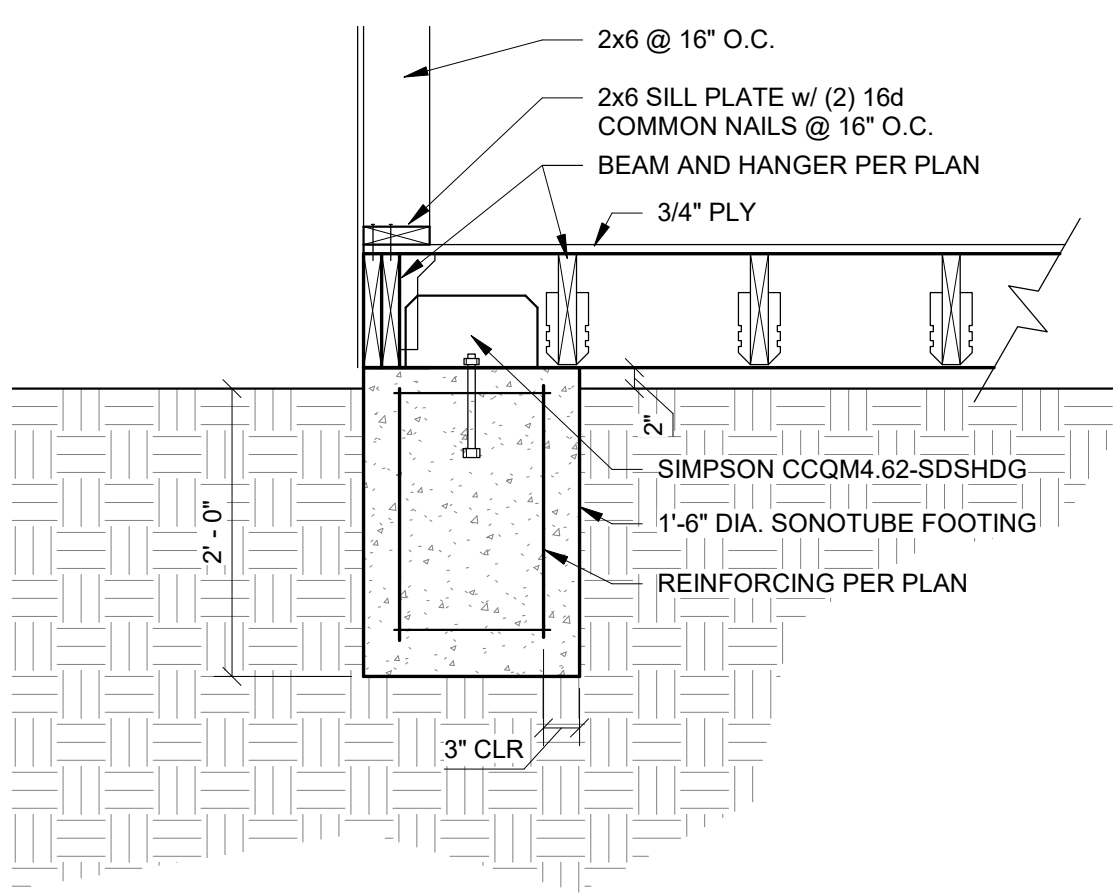 2x6 @ 16" O.C.
2x6 SILL PLATE w/ (2) 16d
COMMON NAILS @ 16" O.C.
BEAM AND HANGER PER PLAN
3/4" PLY
2"
SIMPSON CCQM4.62-SDSHDG
1'-6" DIA. SONOTUBE FOOTING
2' - 0"
REINFORCING PER PLAN
3" CLR